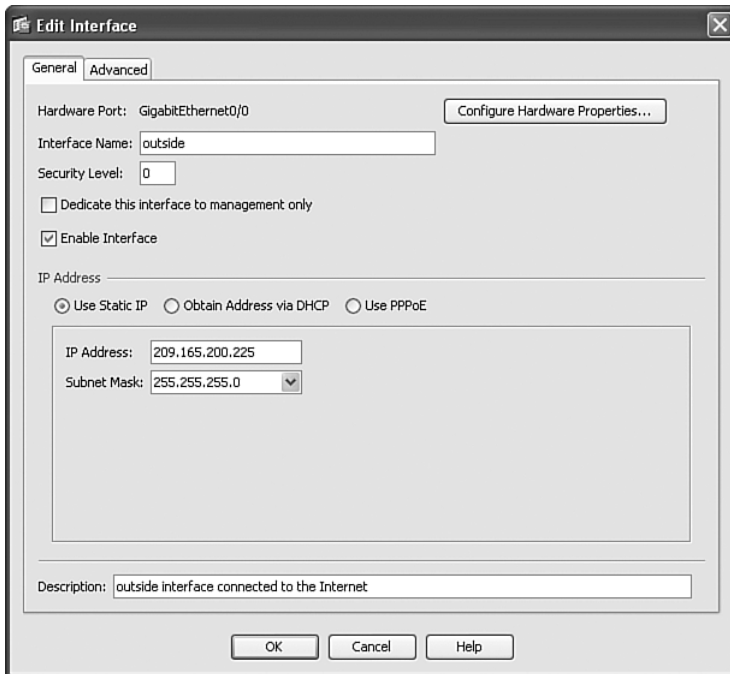 Edit Interface
General Advanced
Hardware Port: GigabitEthernet0/0 Configure Hardware Properties...
Interface Name: outside
Security Level: 0
Dedicate this interface to management only
Enable Interface
IP Address
Use Static IP Obtain Address via DHCP Use PPPoE
IP Address: 209.165.200.225
Subnet Mask: 255.255.255.0
Description: outside interface connected to the Internet
OK Cancel Help